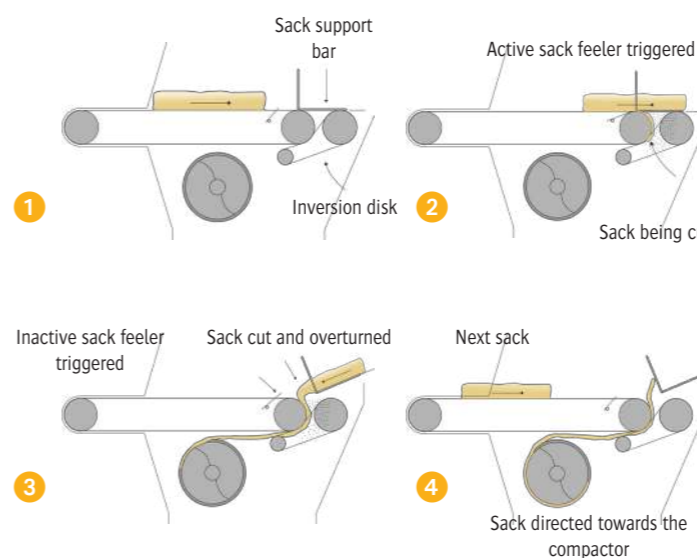 Sack support
bar
Active sack feeler triggered
1
Inversion disk
2
Sack being c
Inactive sack feeler
triggered
Sack cut and overturned
Next sack
3
4
Sack directed towards the
compactor